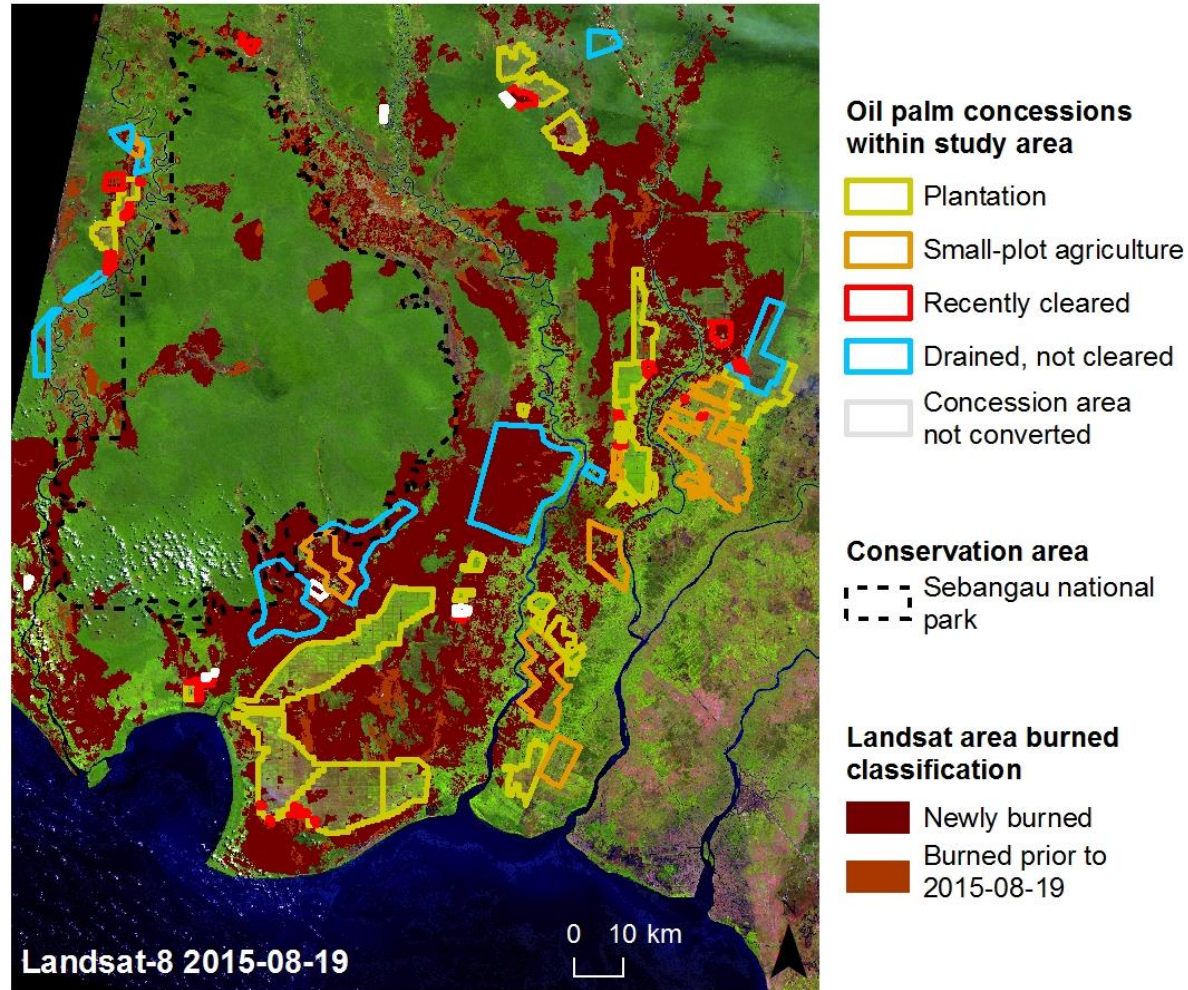 Oil palm concessions
within study area
Plantation
Small-plot agriculture
Recently cleared
Drained, not cleared
Concession area
not converted
Conservation area
Sebangau national
park
Landsat area burned
classification
Newly burned
Burned prior to
2015-08-19
0 10 km
Landsat-8 2015-08-19